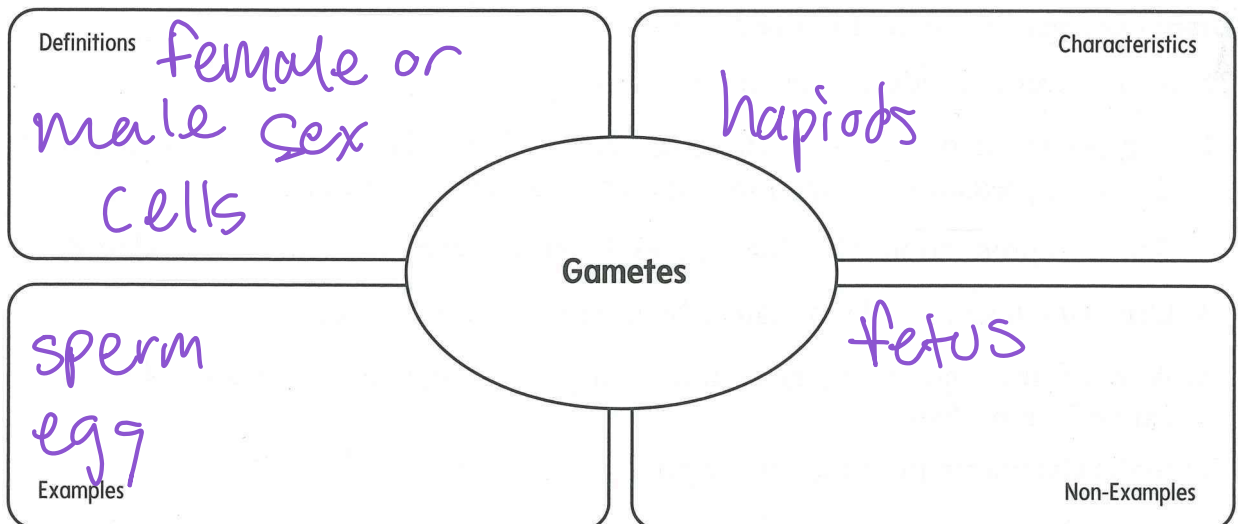 Definitions
female or
male sex
cells
Characteristics
hapiods
Gametes
sperm
egg
Examples
fetus
Non-Examples